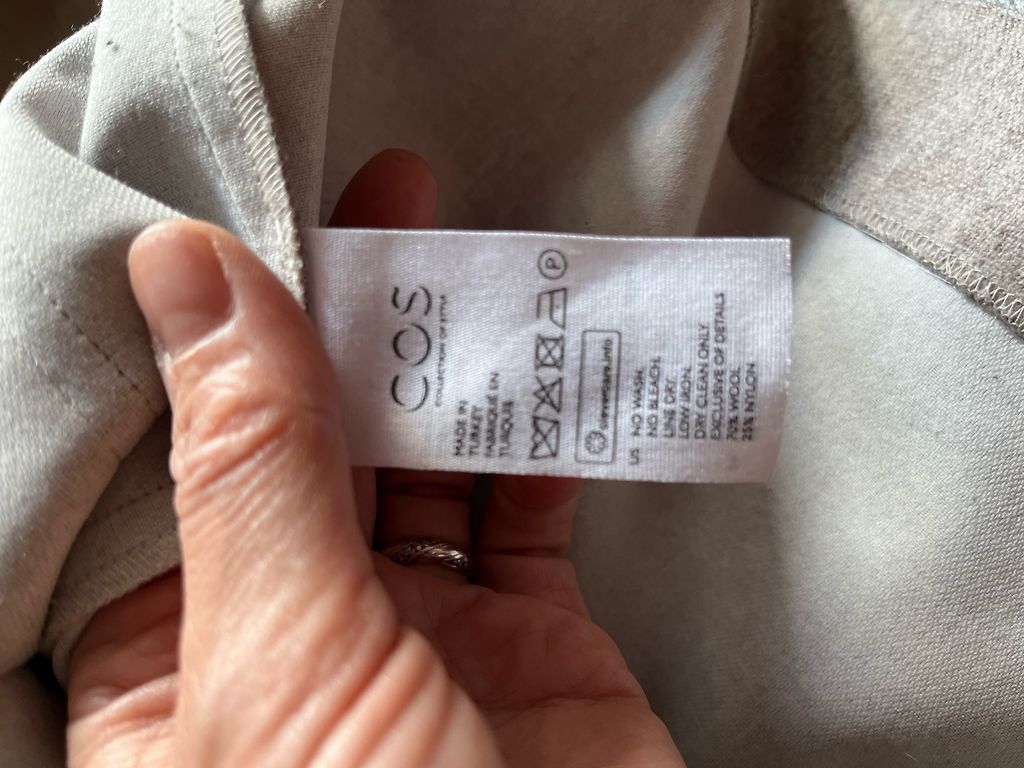 COS
COLLECTION OF STYLE
MADE IN
TURKEY
FABRIQUÉ EN
TURQUIE
P
clevercare.info
US
NO WASH.
NO BLEACH.
LINE DRY.
LOW IRON.
DRY CLEAN ONLY
EXCLUSIVE OF DETAILS
70% WOOL
25% NYLON